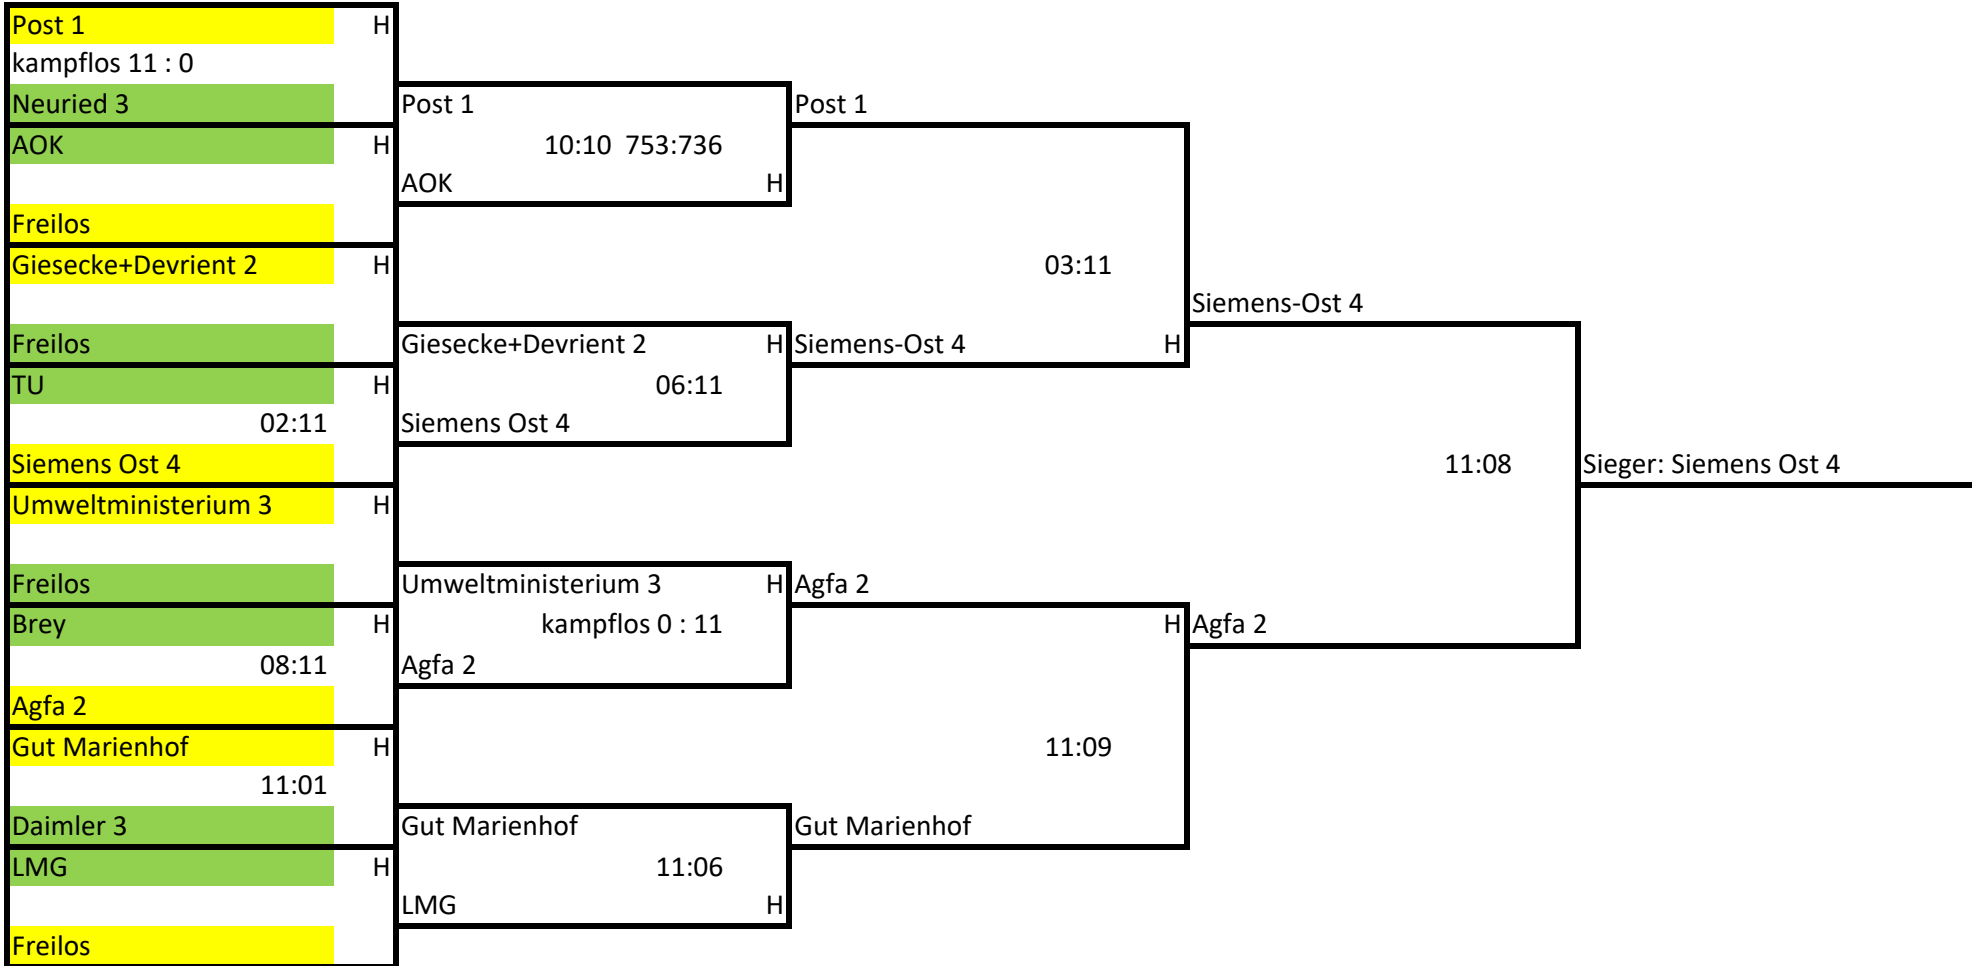 Post 1 H
kampflos 11 : 0
Neuried 3
AOK H
Freilos
Giesecke+Devrient 2 H
Freilos
TU H
02:11
Siemens Ost 4
Umweltministerium 3 H
Freilos
Brey H
08:11
Agfa 2
Gut Marienhof H
11:01
Daimler 3
LMG H
Freilos
Post 1
10:10 753:736
AOK H
Giesecke+Devrient 2 H
06:11
Siemens Ost 4
Umweltministerium 3 H
kampflos 0 : 11
Agfa 2
Gut Marienhof
11:06
LMG H
Post 1
03:11
Siemens-Ost 4 H
Agfa 2
H
11:09
Gut Marienhof
Siemens-Ost 4
11:08
Agfa 2
Sieger: Siemens Ost 4